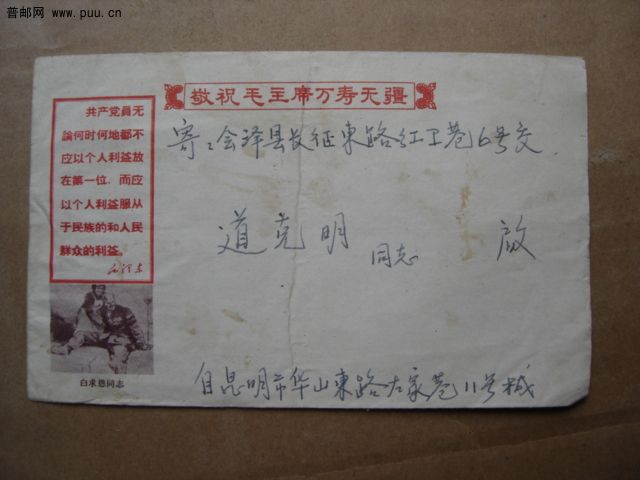 普邮网 www.puu.cn
敬祝毛主席万寿无疆
共产党员无
論何时何地都不
应以个人利益放
在第一位，而应
以个人利益服从
于民族的和人民
群众的利益。
毛泽东
白求恩同志
寄：会泽县长征東路红卫巷6号交
道克明 同志 啟
自昆明市华山東路大家巷11号械